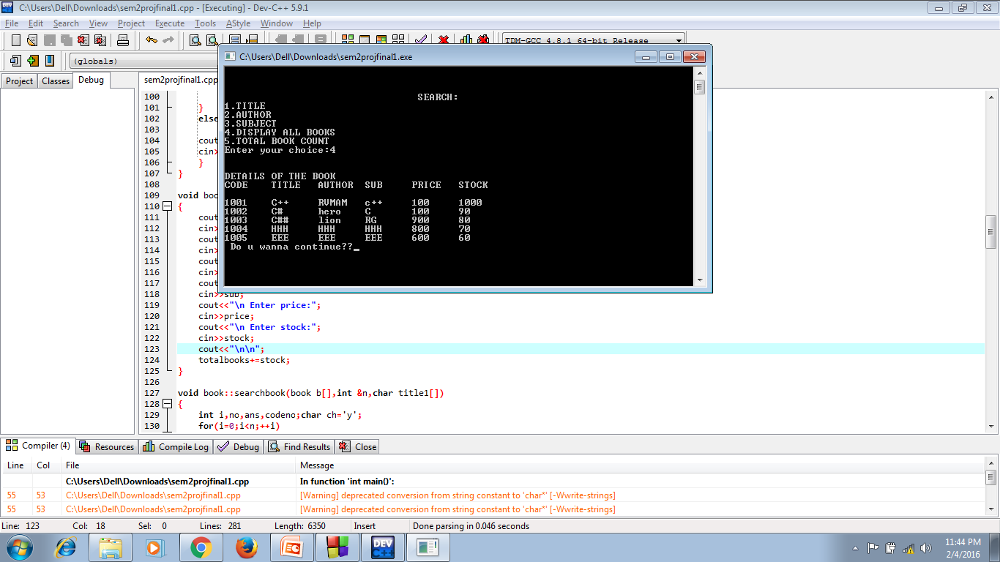 C:\Users\Dell\Downloads\sem2projfinal1.cpp - [Executing] - Dev-C++ 5.9.1
File Edit Search View Project Execute Tools AStyle Window Help
TDM-GCC 4.8.1 64-bit Release
(globals)
Project Classes Debug
sem2projfinal1.cpp
C:\Users\Dell\Downloads\sem2projfinal1.exe
SEARCH:
1.TITLE
2.AUTHOR
3.SUBJECT
4.DISPLAY ALL BOOKS
5.TOTAL BOOK COUNT
Enter your choice:4
DETAILS OF THE BOOK
CODE TITLE AUTHOR SUB PRICE STOCK
1001 C++ RVMAM c++ 100 1000
1002 C# hero C 100 90
1003 C## lion RG 900 80
1004 HHH HHH HHH 800 70
1005 EEE EEE EEE 600 60
Do u wanna continue??_
100
101 }
102 else
103
104 cout
105 cin>
106 }
107 }
108
109 void boo
110 {
111 cout
112 cin>
113 cout
114 cin>
115 cout
116 cin>
117 cout
118 cin>>sub;
119 cout<<"\n Enter price:";
120 cin>>price;
121 cout<<"\n Enter stock:";
122 cin>>stock;
123 cout<<"\n\n";
124 totalbooks+=stock;
125 }
126
127 void book::searchbook(book b[],int &n,char title1[])
128 {
129 int i,no,ans,codeno;char ch='y';
130 for(i=0;i<n;++i)
Compiler (4) Resources Compile Log Debug Find Results Close
Line Col File Message
C:\Users\Dell\Downloads\sem2projfinal1.cpp In function 'int main()':
55 53 C:\Users\Dell\Downloads\sem2projfinal1.cpp [Warning] deprecated conversion from string constant to 'char*' [-Wwrite-strings]
55 53 C:\Users\Dell\Downloads\sem2projfinal1.cpp [Warning] deprecated conversion from string constant to 'char*' [-Wwrite-strings]
Line: 123 Col: 18 Sel: 0 Lines: 281 Length: 6350 Insert Done parsing in 0.046 seconds
DEV C++
11:44 PM
2/4/2016